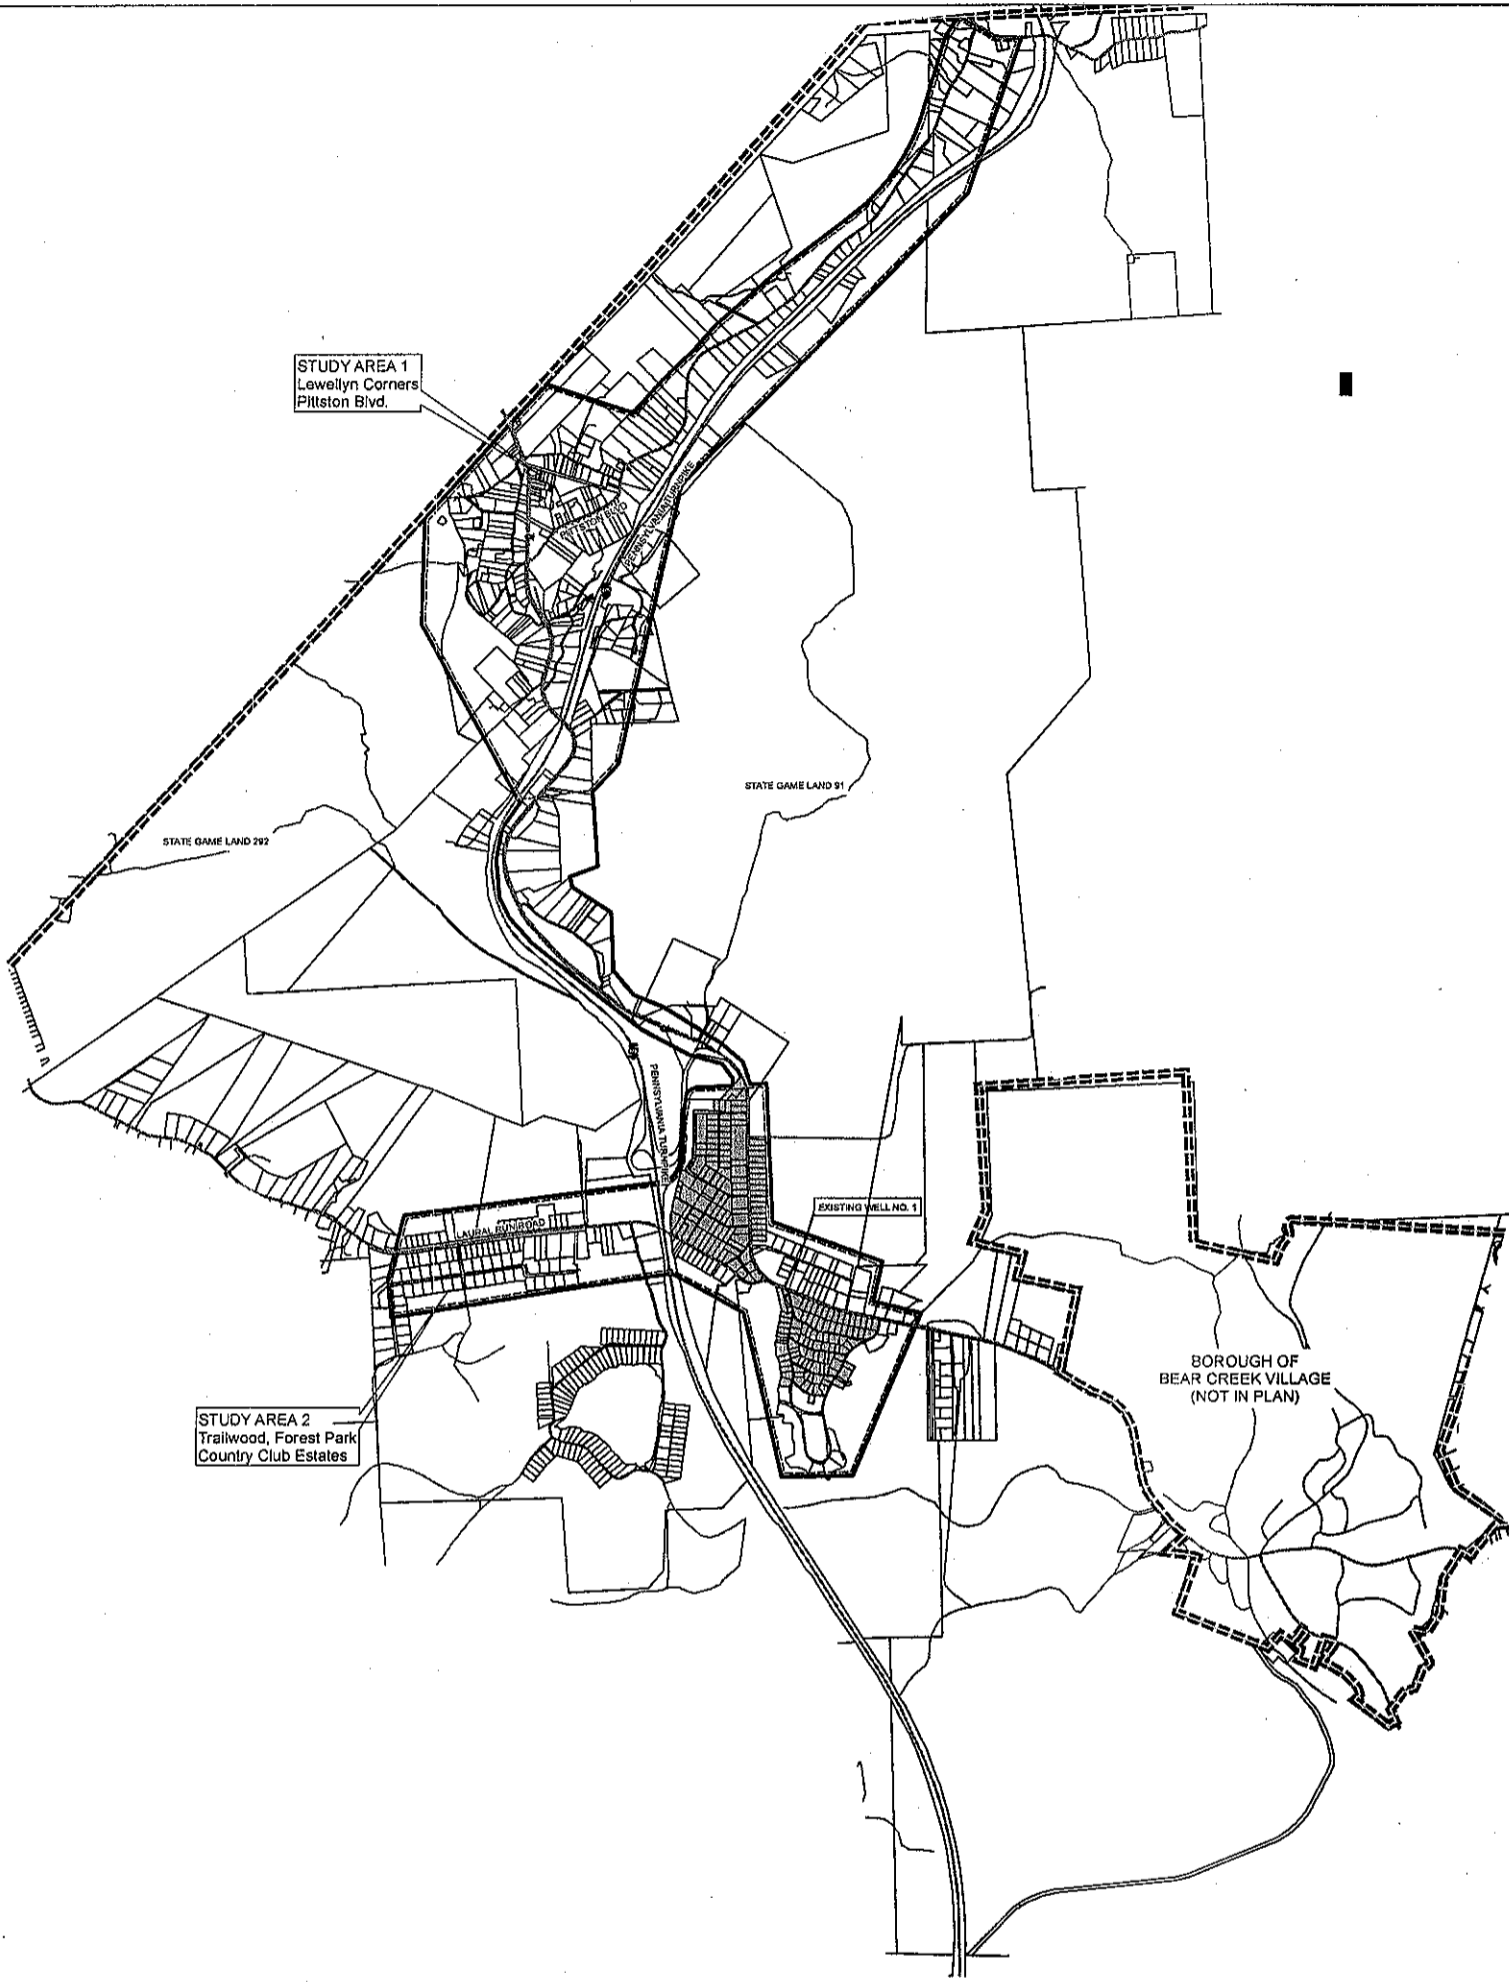 STUDY AREA 1
Lewellyn Corners
Pittston Blvd.
PITTSTON BLVD
PENNSYLVANIA TURNPIKE
STATE GAME LAND 91
STATE GAME LAND 292
PENNSYLVANIA TURNPIKE
EXISTING WELL NO. 1
LAURAL RUN ROAD
BOROUGH OF
BEAR CREEK VILLAGE
(NOT IN PLAN)
STUDY AREA 2
Trailwood, Forest Park
Country Club Estates